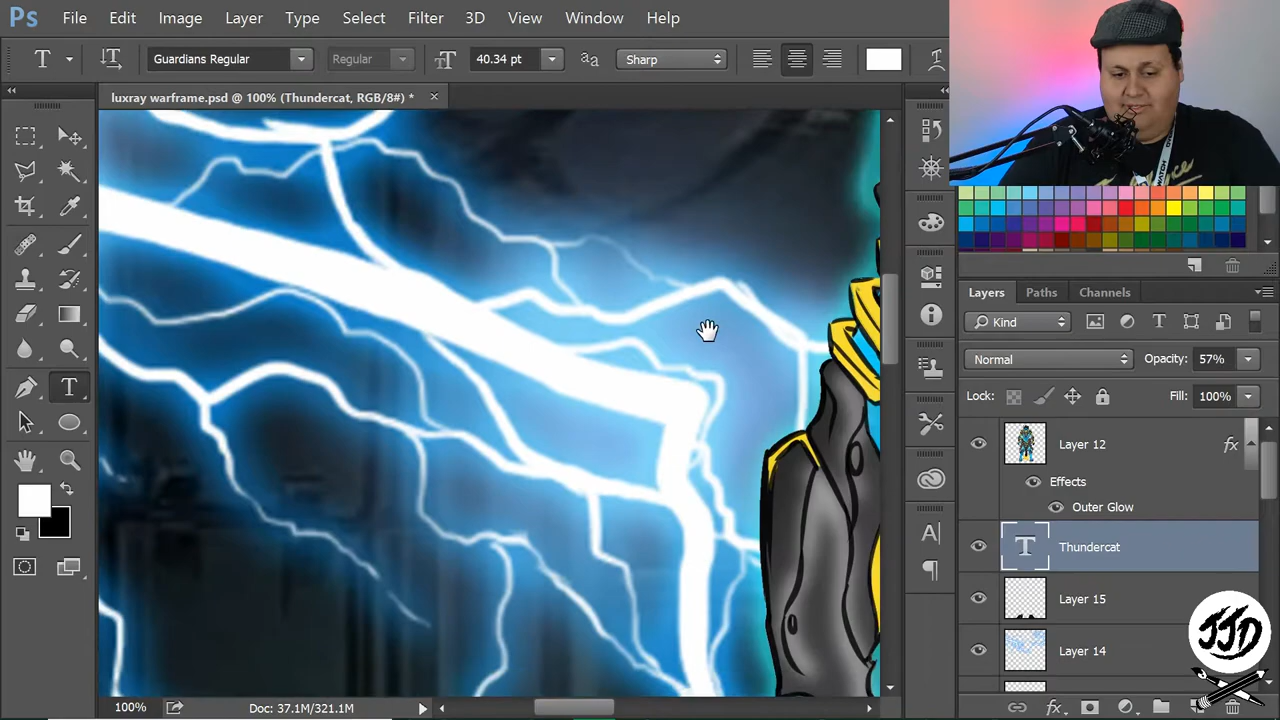 Ps File Edit Image Layer Type Select Filter 3D View Window Help
T Guardians Regular Regular 40.34 pt Sharp
luxray warframe.psd @ 100% (Thundercat, RGB/8#) *
Layers Paths Channels
Kind
Normal Opacity: 57%
Lock: Fill: 100%
Layer 12 fx
Effects
Outer Glow
Thundercat
Layer 15
Layer 14
JJD
100% Doc: 37.1M/321.1M